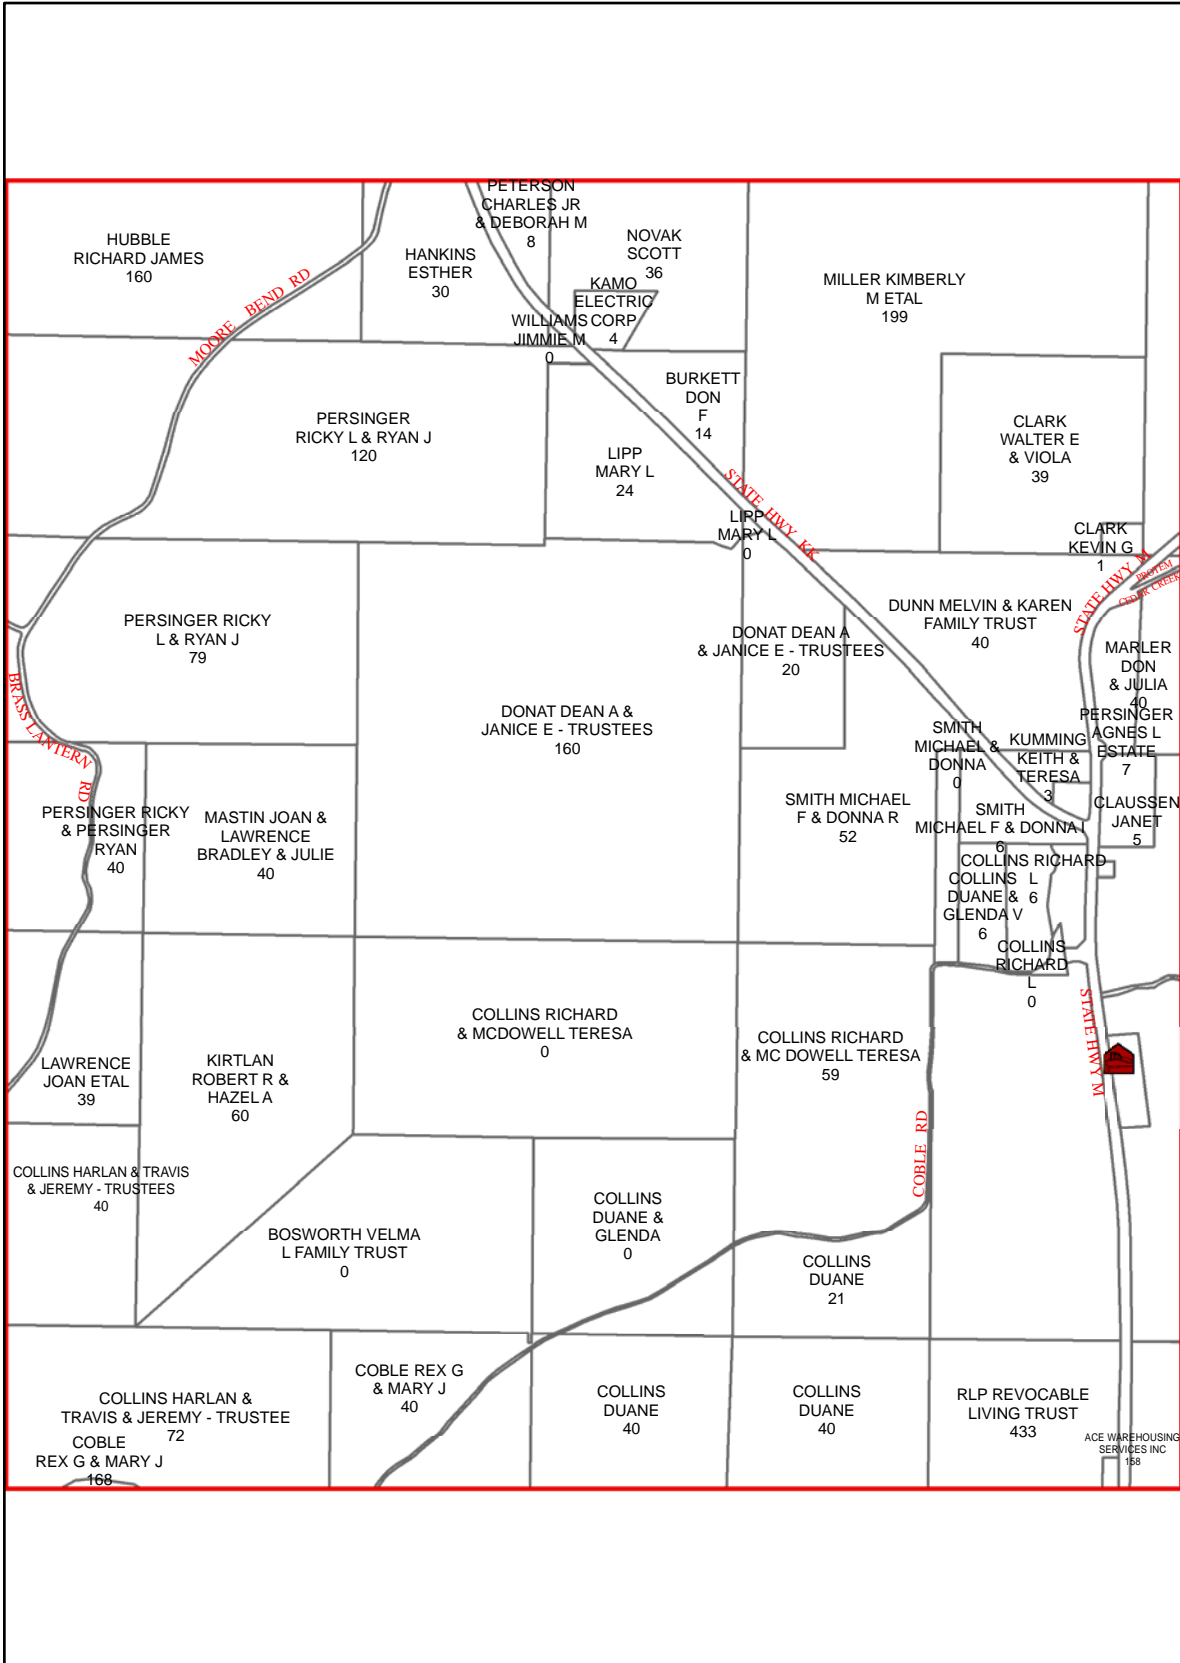 PETERSON
CHARLES JR
& DEBORAH M
8
HUBBLE
RICHARD JAMES
160
HANKINS
ESTHER
30
NOVAK
SCOTT
36
MOORE BEND RD
KAMO
ELECTRIC
CORP
4
WILLIAMS
JIMMIE M
0
MILLER KIMBERLY
M ETAL
199
BURKETT
DON
F
14
PERSINGER
RICKY L & RYAN J
120
LIPP
MARY L
24
CLARK
WALTER E
& VIOLA
39
STATE HWY KK
LIPP
MARY L
0
CLARK
KEVIN G
1
STATE HWY M
PROTEM
CEDAR CREEK
PERSINGER RICKY
L & RYAN J
79
DONAT DEAN A
& JANICE E - TRUSTEES
20
DUNN MELVIN & KAREN
FAMILY TRUST
40
MARLER
DON
& JULIA
40
BRASS LANTERN RD
DONAT DEAN A &
JANICE E - TRUSTEES
160
PERSINGER
AGNES L
ESTATE
7
SMITH
MICHAEL &
DONNA
0
KUMMING
KEITH &
TERESA
3
PERSINGER RICKY
& PERSINGER
RYAN
40
MASTIN JOAN &
LAWRENCE
BRADLEY & JULIE
40
SMITH MICHAEL
F & DONNA R
52
SMITH
MICHAEL F & DONNA I
6
CLAUSSEN
JANET
5
COLLINS RICHARD
L
6
COLLINS
DUANE &
GLENDA V
6
COLLINS
RICHARD
L
0
STATE HWY M
COLLINS RICHARD
& MCDOWELL TERESA
0
COLLINS RICHARD
& MC DOWELL TERESA
59
LAWRENCE
JOAN ETAL
39
KIRTLAN
ROBERT R &
HAZEL A
60
COBLE RD
COLLINS HARLAN & TRAVIS
& JEREMY - TRUSTEES
40
BOSWORTH VELMA
L FAMILY TRUST
0
COLLINS
DUANE &
GLENDA
0
COLLINS
DUANE
21
COLLINS HARLAN &
TRAVIS & JEREMY - TRUSTEE
72
COBLE REX G
& MARY J
40
COLLINS
DUANE
40
COLLINS
DUANE
40
RLP REVOCABLE
LIVING TRUST
433
COBLE
REX G & MARY J
168
ACE WAREHOUSING
SERVICES INC
158